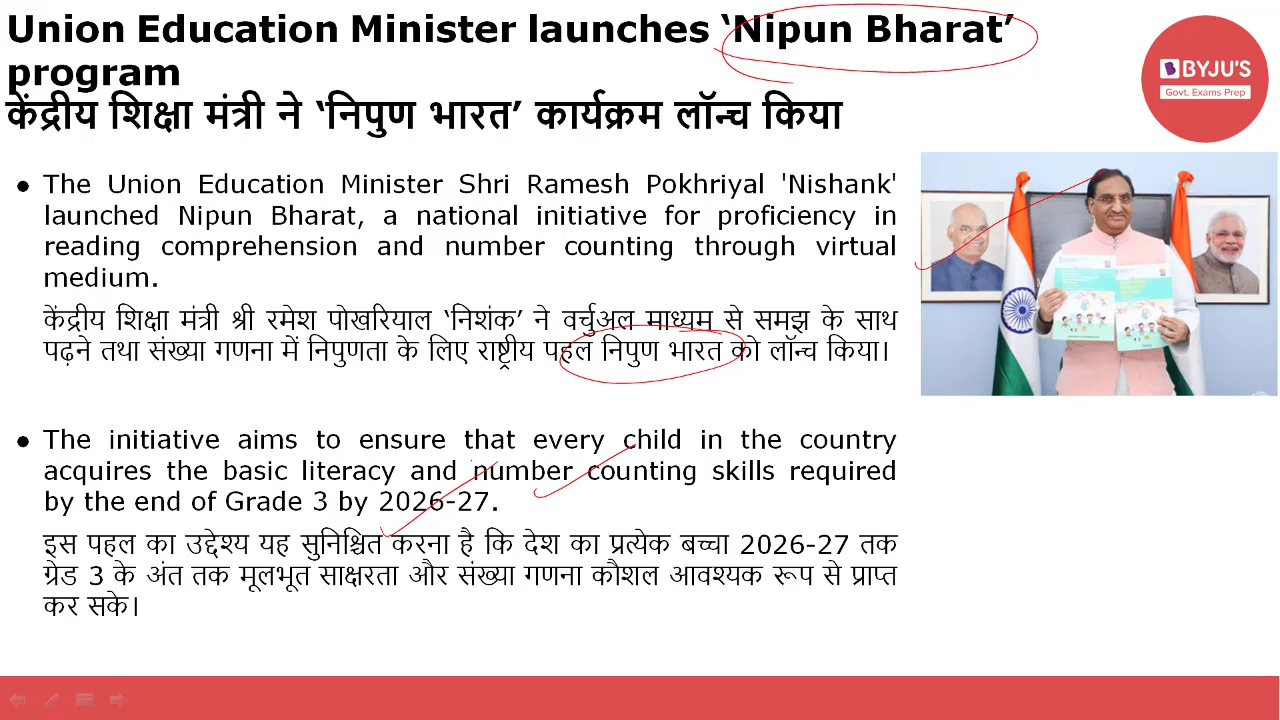 Union Education Minister launches ‘Nipun Bharat’
program
केंद्रीय शिक्षा मंत्री ने ‘निपुण भारत’ कार्यक्रम लॉन्च किया
BYJU'S
Govt. Exams Prep
● The Union Education Minister Shri Ramesh Pokhriyal 'Nishank'
launched Nipun Bharat, a national initiative for proficiency in
reading comprehension and number counting through virtual
medium.
केंद्रीय शिक्षा मंत्री श्री रमेश पोखरियाल ‘निशंक’ ने वर्चुअल माध्यम से समझ के साथ
पढ़ने तथा संख्या गणना में निपुणता के लिए राष्ट्रीय पहल निपुण भारत को लॉन्च किया।
● The initiative aims to ensure that every child in the country
acquires the basic literacy and number counting skills required
by the end of Grade 3 by 2026-27.
इस पहल का उद्देश्य यह सुनिश्चित करना है कि देश का प्रत्येक बच्चा 2026-27 तक
ग्रेड 3 के अंत तक मूलभूत साक्षरता और संख्या गणना कौशल आवश्यक रूप से प्राप्त
कर सके।